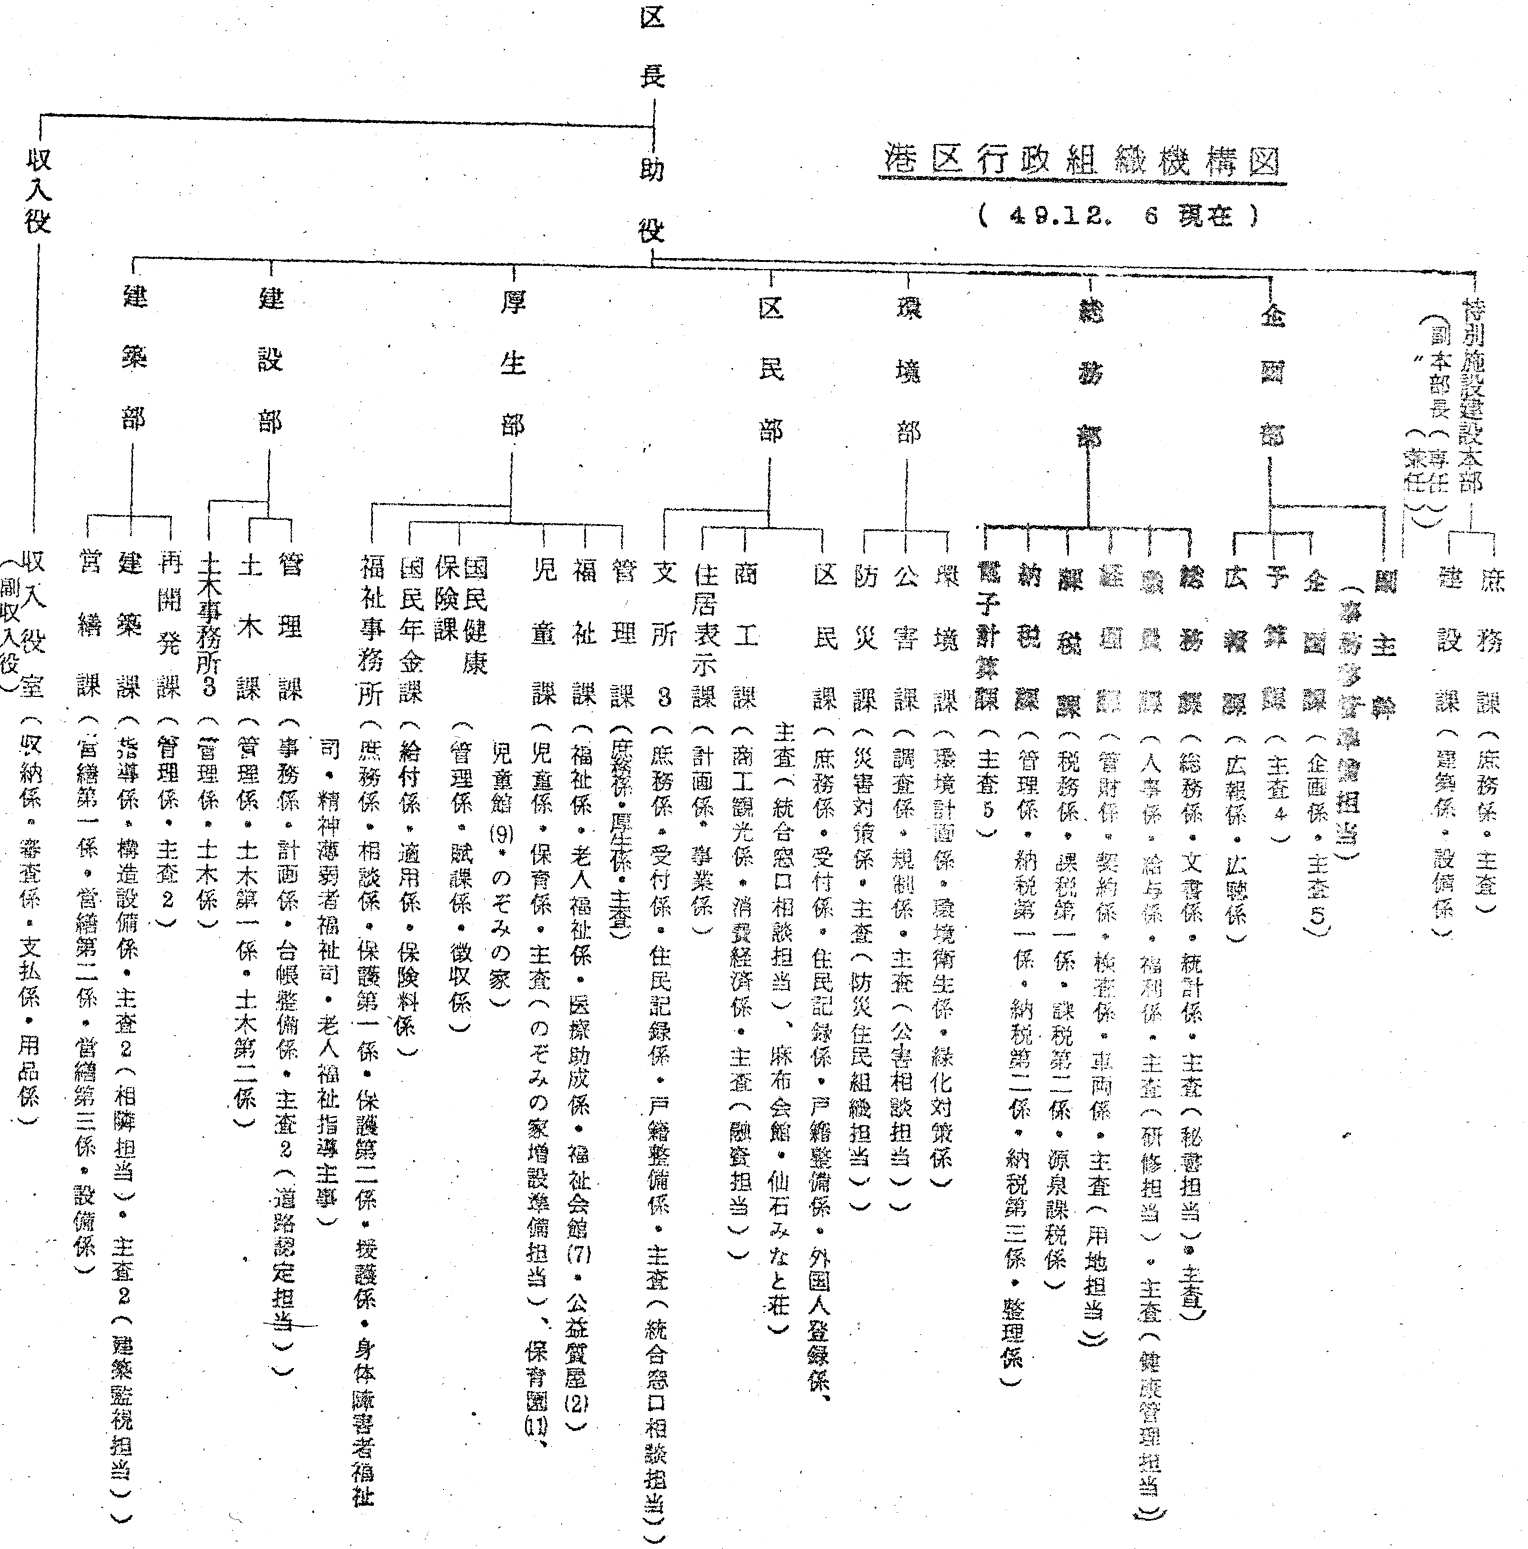 港区行政組織機構図
(49.12. 6 現在)
区長
助役
収入役
特別施設建設本部
(副本部長(専任)
(〃 (兼任))
庶務課(庶務係・主査)
建設課(建築係・設備係)
企画部
副主幹
(事務移管準備担当)
企画課(企画係・主査5)
予算課(主査4)
広報課(広報係・広聴係)
総務部
総務課(総務係・文書係・統計係・主査(秘書担当)・主査)
職員課(人事係・給与係・福利係・主査(研修担当)・主査(健康管理担当))
経理課(管財係・契約係・検査係・車両係・主査(用地担当))
課税課(税務係・課税第一係・課税第二係・源泉課税係)
納税課(管理係・納税第一係・納税第二係・納税第三係・整理係)
電子計算課(主査5)
環境部
環境課(環境計画係・環境衛生係・緑化対策係)
公害課(調査係・規制係・主査(公害相談担当))
防災課(災害対策係・主査(防災住民組織担当))
区民部
区民課(庶務係・受付係・住民記録係・戸籍整備係・外国人登録係、
主査(統合窓口相談担当)、麻布会館・仙石みなと荘)
商工課(商工観光係・消費経済係・主査(融資担当))
住居表示課(計画係・事業係)
支所3(庶務係・受付係・住民記録係・戸籍整備係・主査(統合窓口相談担当))
厚生部
管理課(庶務係・厚生係・主査)
福祉課(福祉係・老人福祉係・医療助成係・福祉会館(7)・公益質屋(2))
児童課(児童係・保育係・主査(のぞみの家増設準備担当)、保育園(11)、
児童館(9)・のぞみの家)
国民健康
保険課(管理係・賦課係・徴収係)
国民年金課(給付係・適用係・保険料係)
福祉事務所(庶務係・相談係・保護第一係・保護第二係・援護係・身体障害者福祉
司・精神薄弱者福祉司・老人福祉指導主事)
建設部
管理課(事務係・計画係・台帳整備係・主査2(道路認定担当))
土木課(管理係・土木第一係・土木第二係)
土木事務所3(管理係・土木係)
建築部
再開発課(管理係・主査2)
建築課(指導係・構造設備係・主査2(相隣担当)・主査2(建築監視担当))
営繕課(営繕第一係・営繕第二係・営繕第三係・設備係)
収入役室(収納係・審査係・支払係・用品係)
(副収入役)